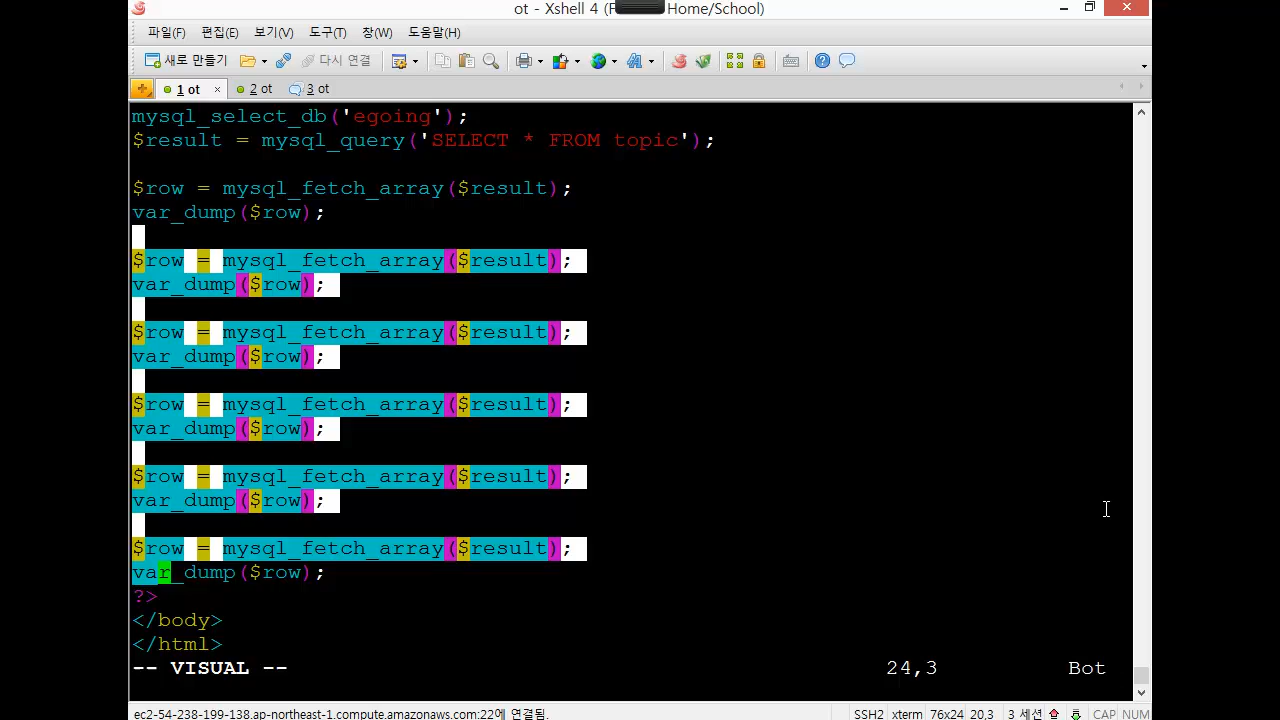 ot - Xshell 4 (F Home/School)
파일(F) 편집(E) 보기(V) 도구(T) 창(W) 도움말(H)
새로 만들기 다시 연결
1 ot × 2 ot 3 ot
mysql_select_db('egoing');
$result = mysql_query('SELECT * FROM topic');
$row = mysql_fetch_array($result);
var_dump($row);
$row = mysql_fetch_array($result);
var_dump($row);
$row = mysql_fetch_array($result);
var_dump($row);
$row = mysql_fetch_array($result);
var_dump($row);
$row = mysql_fetch_array($result);
var_dump($row);
$row = mysql_fetch_array($result);
var_dump($row);
?>
</body>
</html>
-- VISUAL -- 24,3 Bot
ec2-54-238-199-138.ap-northeast-1.compute.amazonaws.com:22에 연결됨. SSH2 xterm 76x24 20,3 3 세션 CAP NUM